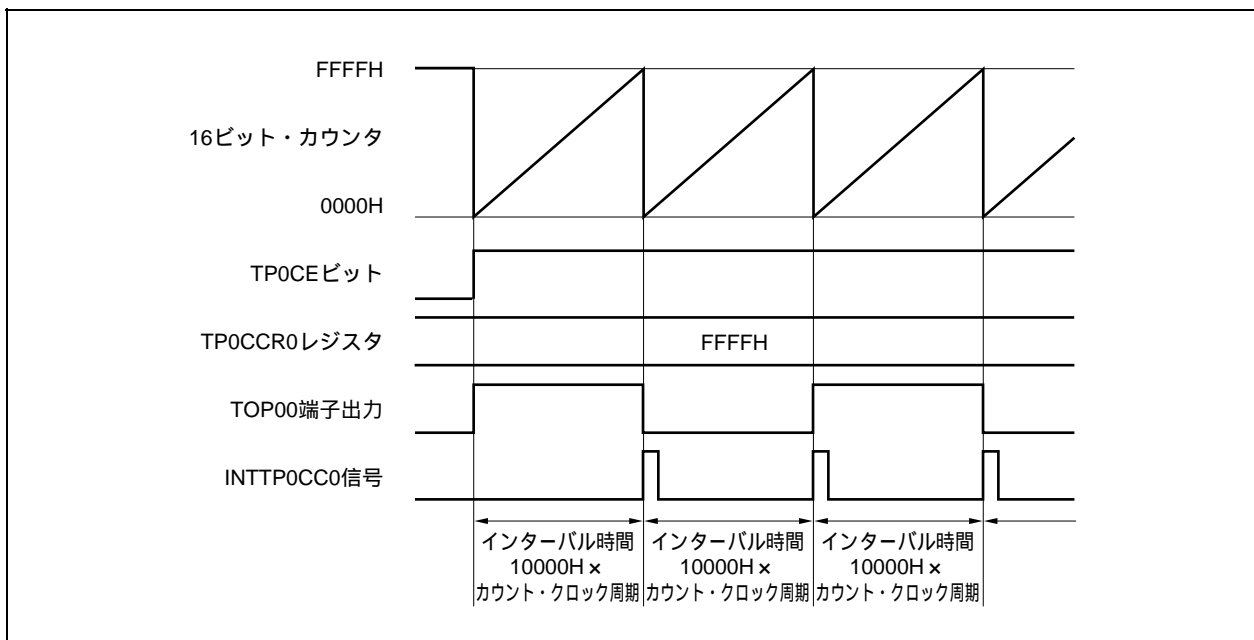 FFFFH
16ビット・カウンタ
0000H
TP0CEビット
TP0CCR0レジスタ
FFFFH
TOP00端子出力
INTTP0CC0信号
インターバル時間
10000H ×
カウント・クロック周期
インターバル時間
10000H ×
カウント・クロック周期
インターバル時間
10000H ×
カウント・クロック周期